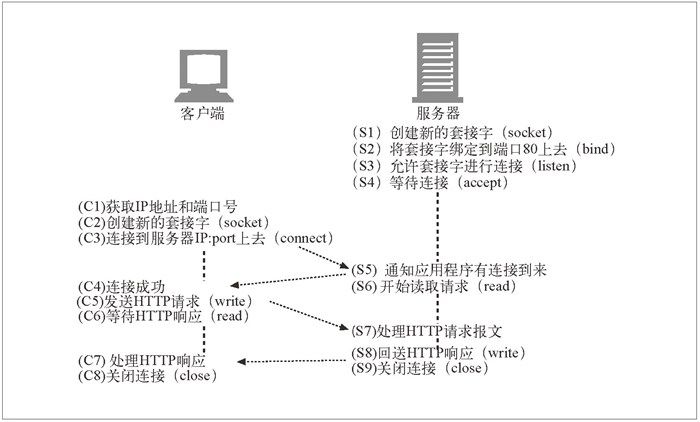 客户端
服务器
（S1）创建新的套接字（socket）
（S2）将套接字绑定到端口80上去（bind）
（S3）允许套接字进行连接（listen）
（S4）等待连接（accept）
(C1)获取IP地址和端口号
(C2)创建新的套接字（socket）
(C3)连接到服务器IP:port上去（connect）
(S5）通知应用程序有连接到来
(S6）开始读取请求（read）
(C4)连接成功
(C5)发送HTTP请求（write）
(C6)等待HTTP响应（read）
(S7)处理HTTP请求报文
(S8)回送HTTP响应（write）
(S9)关闭连接（close）
(C7) 处理HTTP响应
(C8)关闭连接（close）